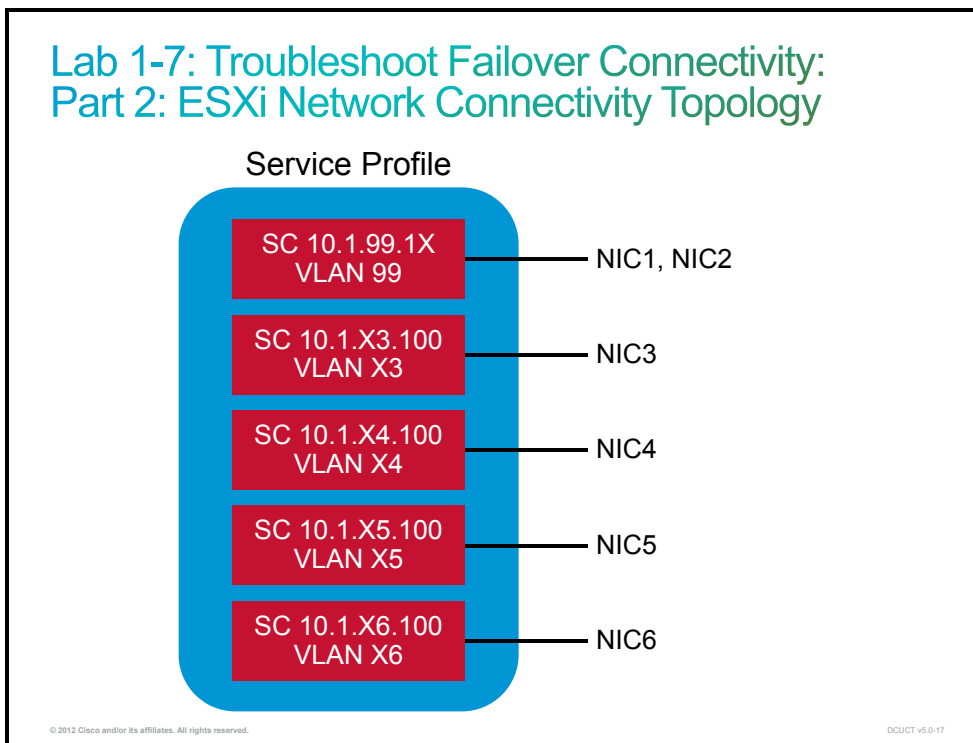 Lab 1-7: Troubleshoot Failover Connectivity:
Part 2: ESXi Network Connectivity Topology
Service Profile
SC 10.1.99.1X
VLAN 99
NIC1, NIC2
SC 10.1.X3.100
VLAN X3
NIC3
SC 10.1.X4.100
VLAN X4
NIC4
SC 10.1.X5.100
VLAN X5
NIC5
SC 10.1.X6.100
VLAN X6
NIC6
© 2012 Cisco and/or its affiliates. All rights reserved.
DCUCT v5.0-17